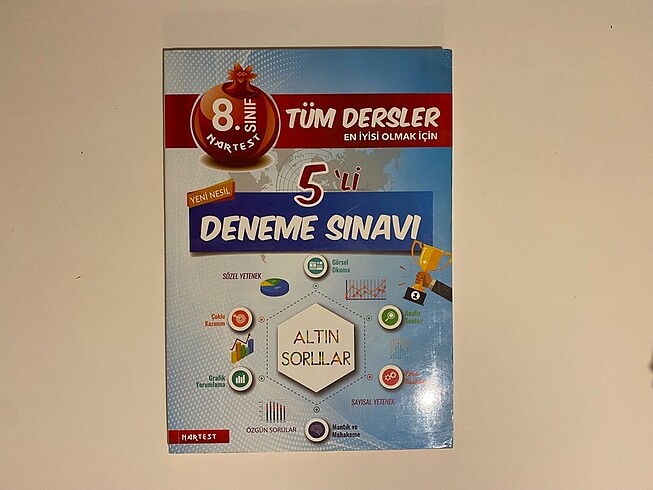 8.
SINIF
NARTEST
TÜM DERSLER
EN İYİSİ OLMAK İÇİN
5'Lİ
YENİ NESİL
DENEME SINAVI
Görsel
Okuma
SÖZEL YETENEK
Çoklu
Kazanım
Analiz
Sentez
ALTIN
SORULAR
Grafik
Yorumlama
SAYISAL YETENEK
ÖZGÜN SORULAR
Mantık ve
Muhakeme
NARTEST